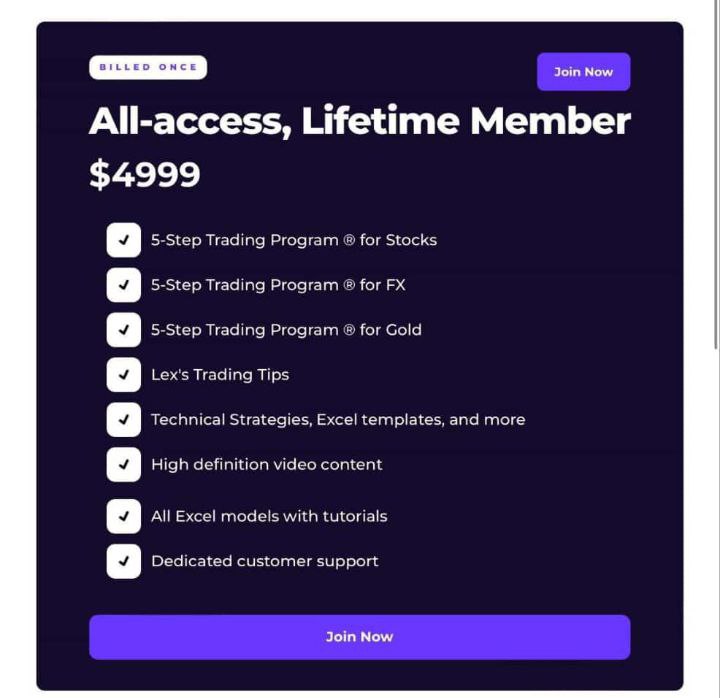 BILLED ONCE
Join Now
All-access, Lifetime Member
$4999
5-Step Trading Program ® for Stocks
5-Step Trading Program ® for FX
5-Step Trading Program ® for Gold
Lex's Trading Tips
Technical Strategies, Excel templates, and more
High definition video content
All Excel models with tutorials
Dedicated customer support
Join Now